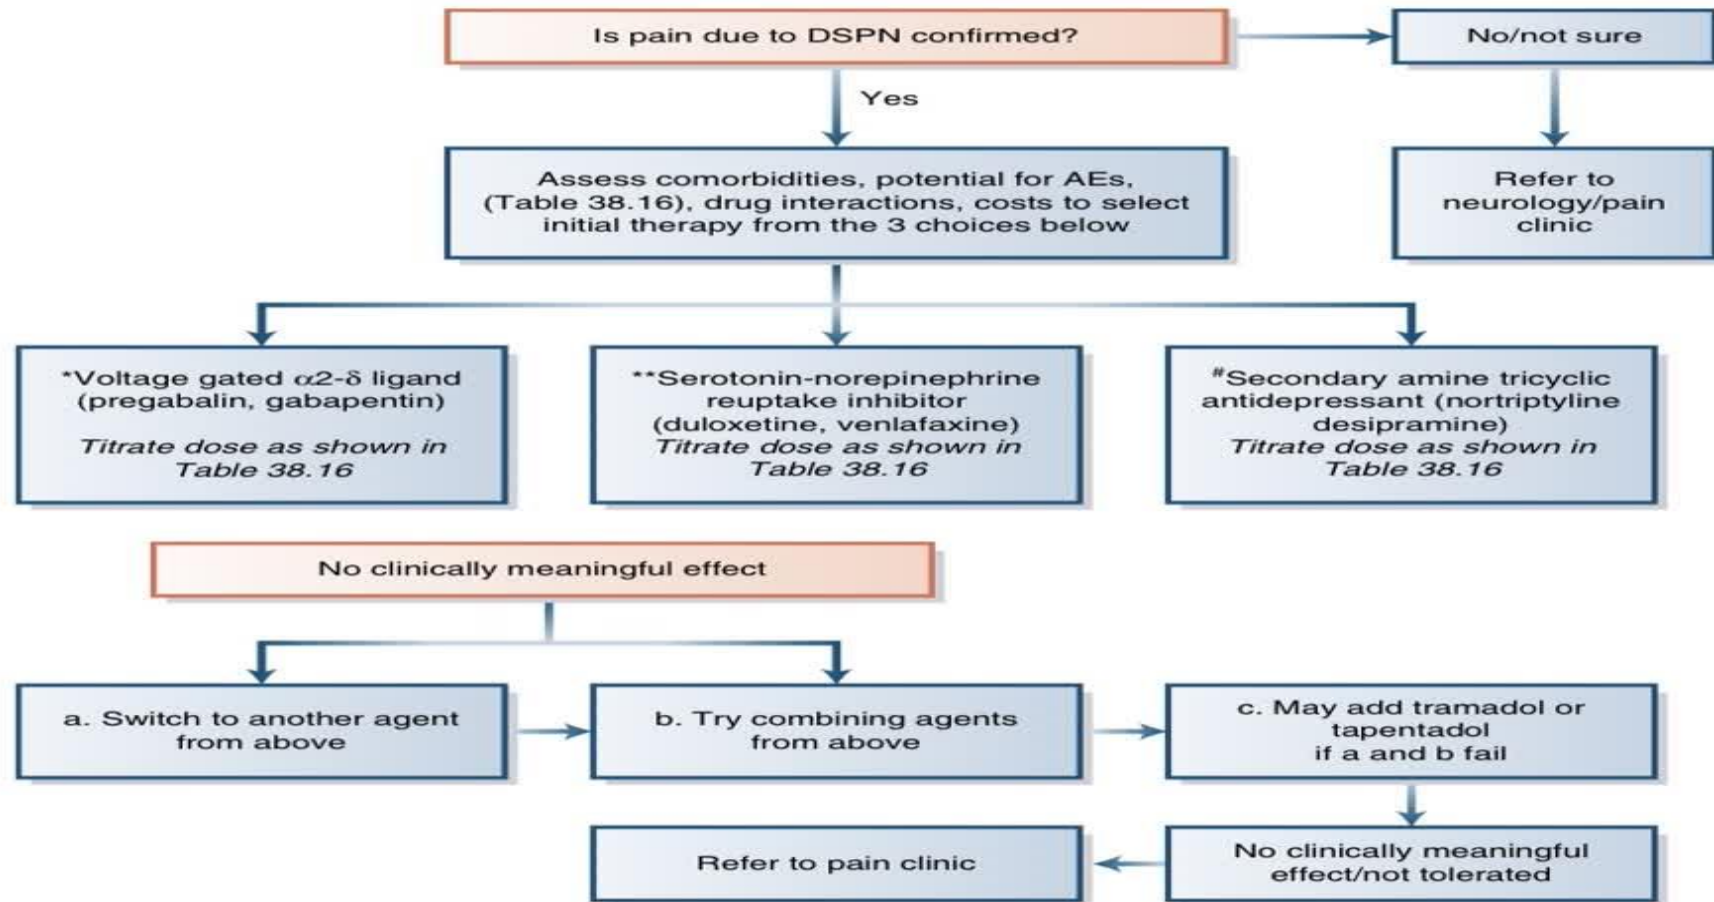 Is pain due to DSPN confirmed?
No/not sure
Yes
Assess comorbidities, potential for AEs,
(Table 38.16), drug interactions, costs to select
initial therapy from the 3 choices below
Refer to
neurology/pain
clinic
*Voltage gated α2-δ ligand
(pregabalin, gabapentin)
Titrate dose as shown in
Table 38.16
**Serotonin-norepinephrine
reuptake inhibitor
(duloxetine, venlafaxine)
Titrate dose as shown in
Table 38.16
#Secondary amine tricyclic
antidepressant (nortriptyline
desipramine)
Titrate dose as shown in
Table 38.16
No clinically meaningful effect
a. Switch to another agent
from above
b. Try combining agents
from above
c. May add tramadol or
tapentadol
if a and b fail
Refer to pain clinic
No clinically meaningful
effect/not tolerated